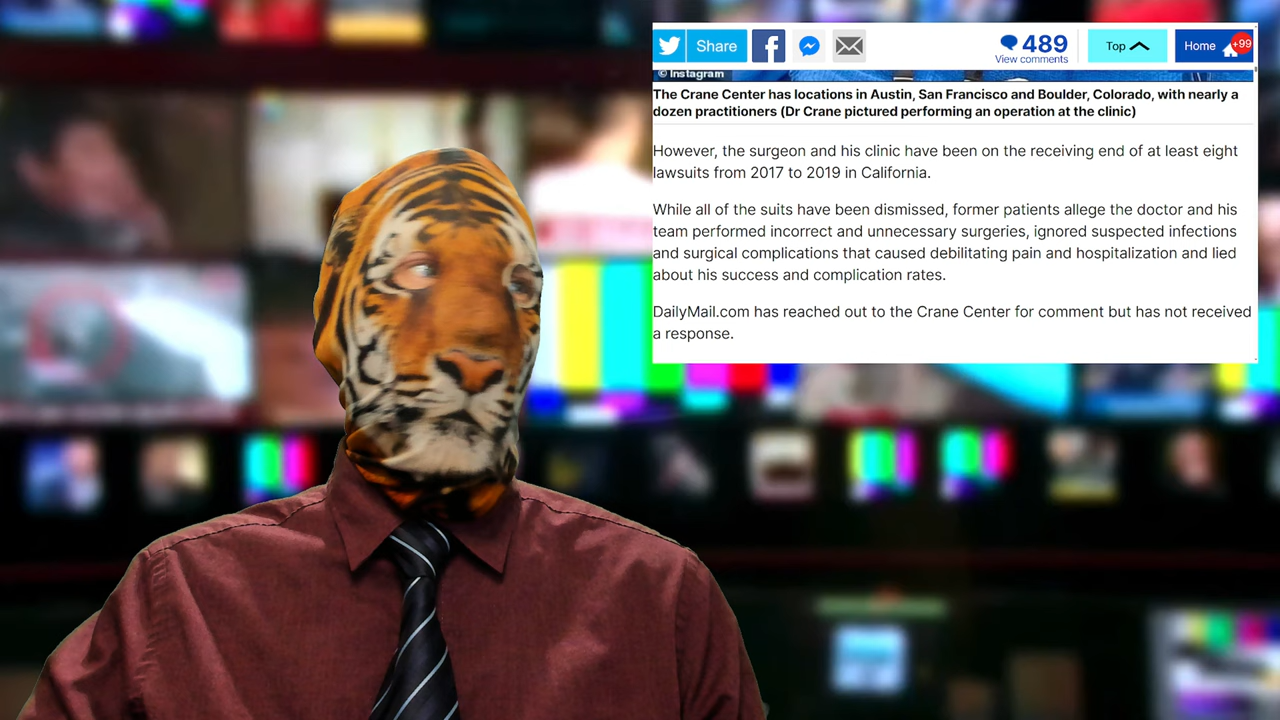 Share
489
View comments
Top
Home
+99
© Instagram
The Crane Center has locations in Austin, San Francisco and Boulder, Colorado, with nearly a
dozen practitioners (Dr Crane pictured performing an operation at the clinic)
However, the surgeon and his clinic have been on the receiving end of at least eight
lawsuits from 2017 to 2019 in California.
While all of the suits have been dismissed, former patients allege the doctor and his
team performed incorrect and unnecessary surgeries, ignored suspected infections
and surgical complications that caused debilitating pain and hospitalization and lied
about his success and complication rates.
DailyMail.com has reached out to the Crane Center for comment but has not received
a response.